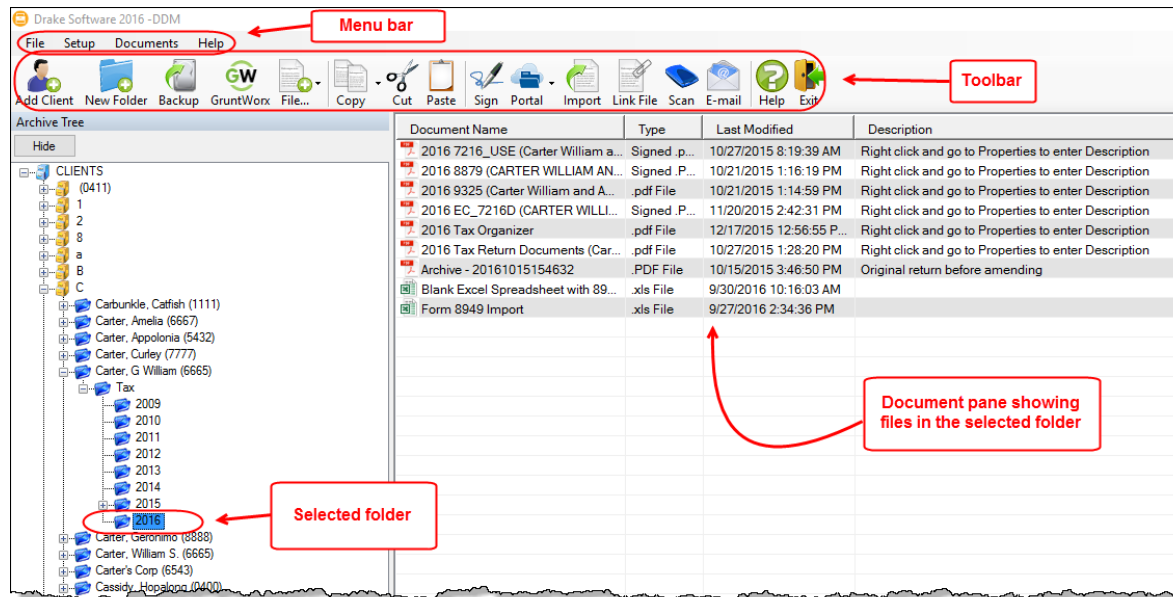 Drake Software 2016 -DDM
Menu bar
File Setup Documents Help
GW
Add Client New Folder Backup GruntWorx File... Copy Cut Paste Sign Portal Import Link File Scan E-mail Help Exit
Toolbar
Archive Tree
Hide
Document Name Type Last Modified Description
2016 7216_USE (Carter William a... Signed .p... 10/27/2015 8:19:39 AM Right click and go to Properties to enter Description
2016 8879 (CARTER WILLIAM AN... Signed .P... 10/21/2015 1:16:19 PM Right click and go to Properties to enter Description
2016 9325 (Carter William and A... .pdf File 10/21/2015 1:14:59 PM Right click and go to Properties to enter Description
2016 EC_7216D (CARTER WILLI... Signed .P... 11/20/2015 2:42:31 PM Right click and go to Properties to enter Description
2016 Tax Organizer .pdf File 12/17/2015 12:56:55 P... Right click and go to Properties to enter Description
2016 Tax Return Documents (Car... .pdf File 10/27/2015 1:28:20 PM Right click and go to Properties to enter Description
Archive - 20161015154632 .PDF File 10/15/2015 3:46:50 PM Original return before amending
Blank Excel Spreadsheet with 89... .xls File 9/30/2016 10:16:03 AM
Form 8949 Import .xls File 9/27/2016 2:34:36 PM
CLIENTS
(0411)
1
2
8
a
B
C
Carbunkle, Catfish (1111)
Carter, Amelia (6667)
Carter, Appolonia (5432)
Carter, Curley (7777)
Carter, G William (6665)
Tax
2009
2010
2011
2012
2013
2014
2015
2016
Carter, Geronimo (8888)
Carter, William S. (6665)
Carter's Corp (6543)
Cassidy, Hopalong (0400)
Document pane showing
files in the selected folder
Selected folder